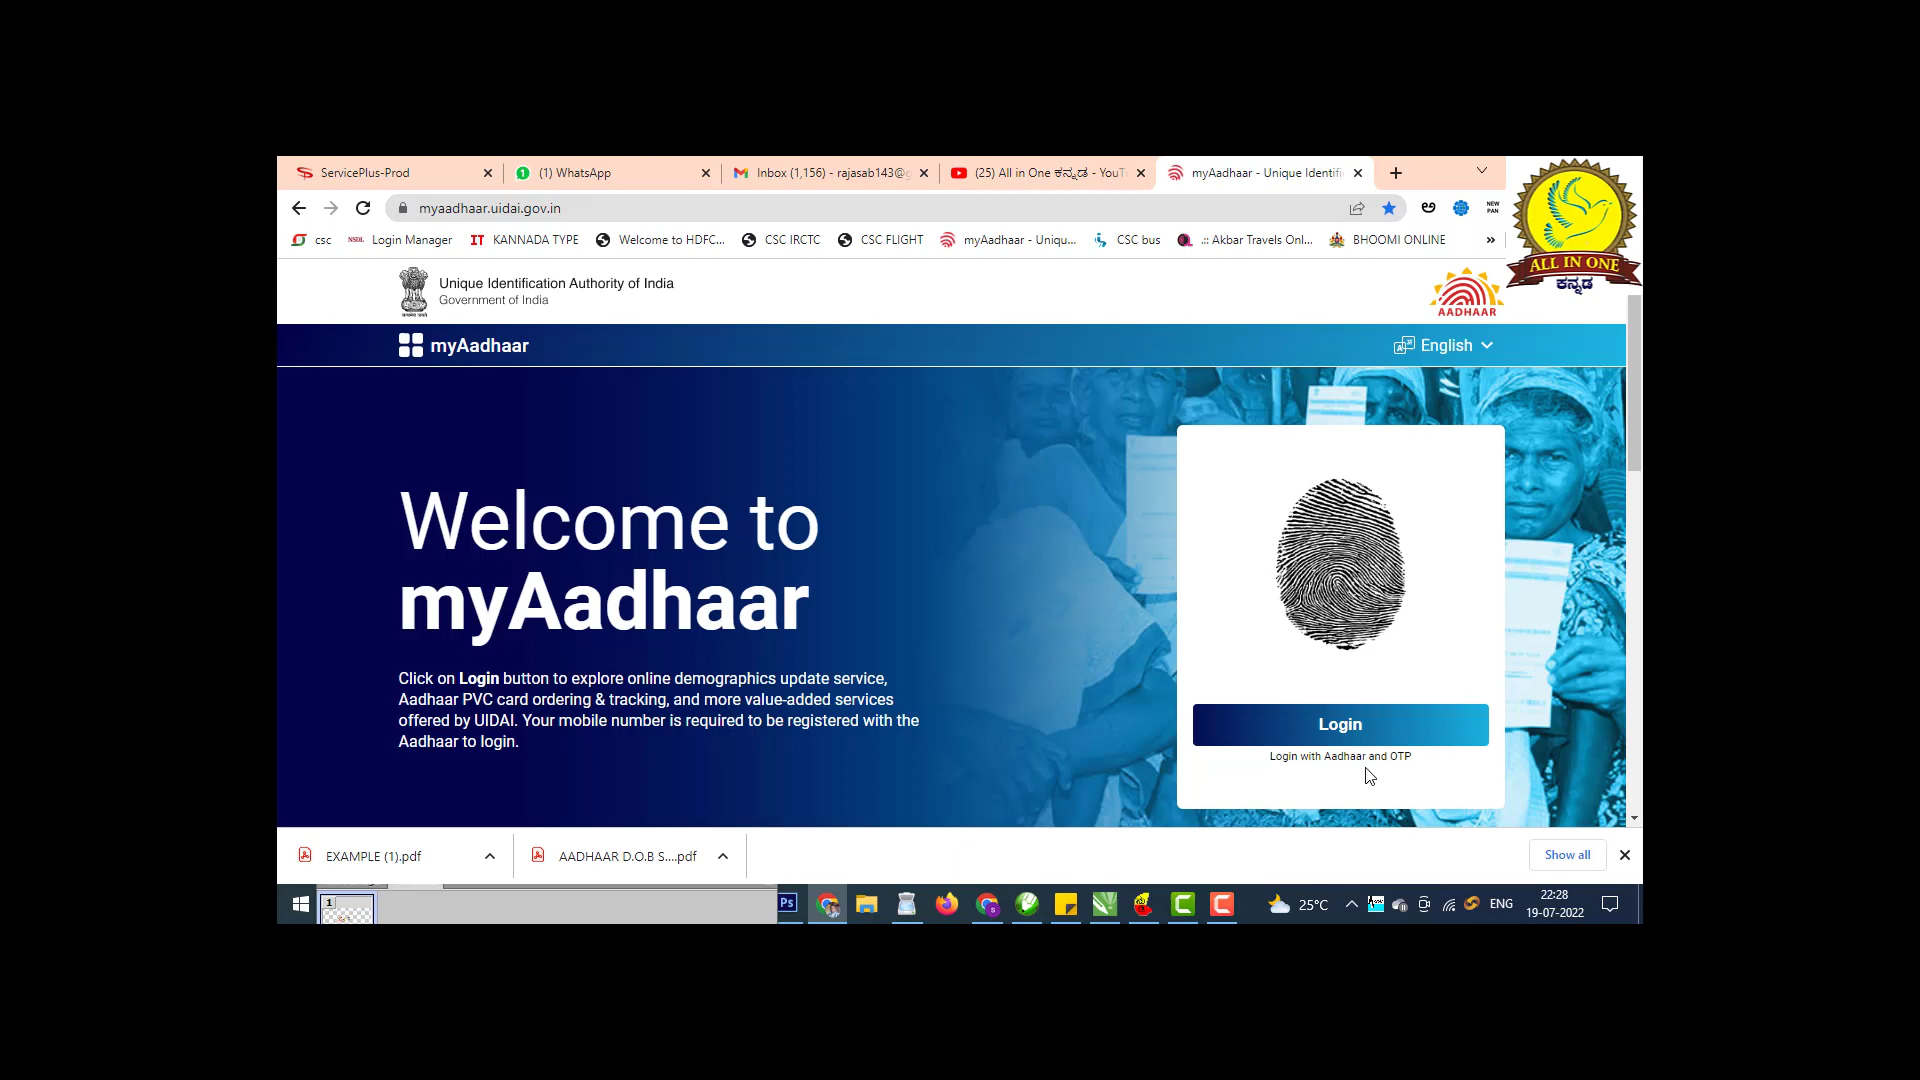 ServicePlus-Prod
(1) WhatsApp
Inbox (1,156) - rajasab143@g
(25) All in One ಕನ್ನಡ - YouT
myAadhaar - Unique Identifi
myaadhaar.uidai.gov.in
NEW
PAN
csc
NSDL
Login Manager
IT KANNADA TYPE
Welcome to HDFC...
CSC IRCTC
CSC FLIGHT
myAadhaar - Uniqu...
CSC bus
.:: Akbar Travels Onl...
BHOOMI ONLINE
»
ALL IN ONE
ಕನ್ನಡ
Unique Identification Authority of India
Government of India
AADHAAR
myAadhaar
English
Welcome to
myAadhaar
Click on Login button to explore online demographics update service,
Aadhaar PVC card ordering & tracking, and more value-added services
offered by UIDAI. Your mobile number is required to be registered with the
Aadhaar to login.
Login
Login with Aadhaar and OTP
EXAMPLE (1).pdf
AADHAAR D.O.B S....pdf
Show all
1
Ps
25°C
ENG
22:28
19-07-2022